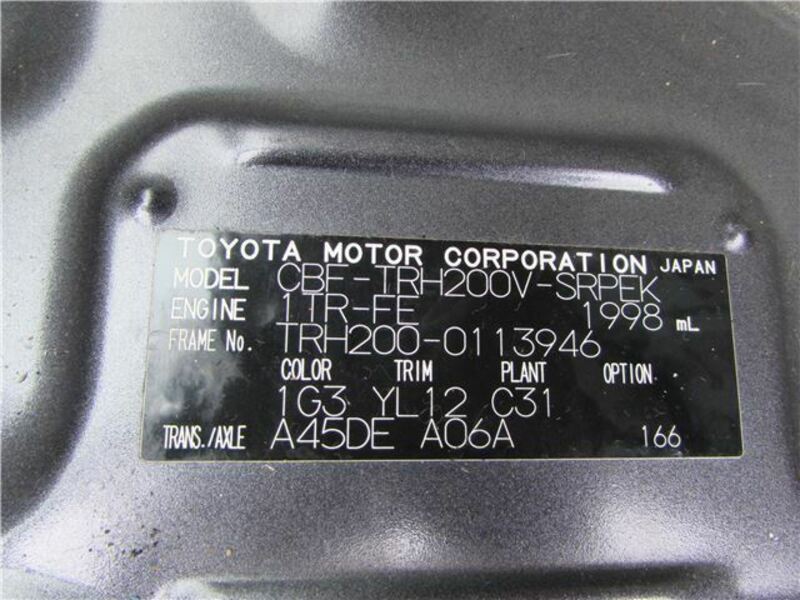 TOYOTA MOTOR CORPORATION JAPAN
MODEL CBF-TRH200V-SRPEK
ENGINE 1TR-FE 1998 mL
FRAME No. TRH200-0113946
COLOR TRIM PLANT OPTION
1G3 YL12 C31
TRANS./AXLE A45DE A06A 166